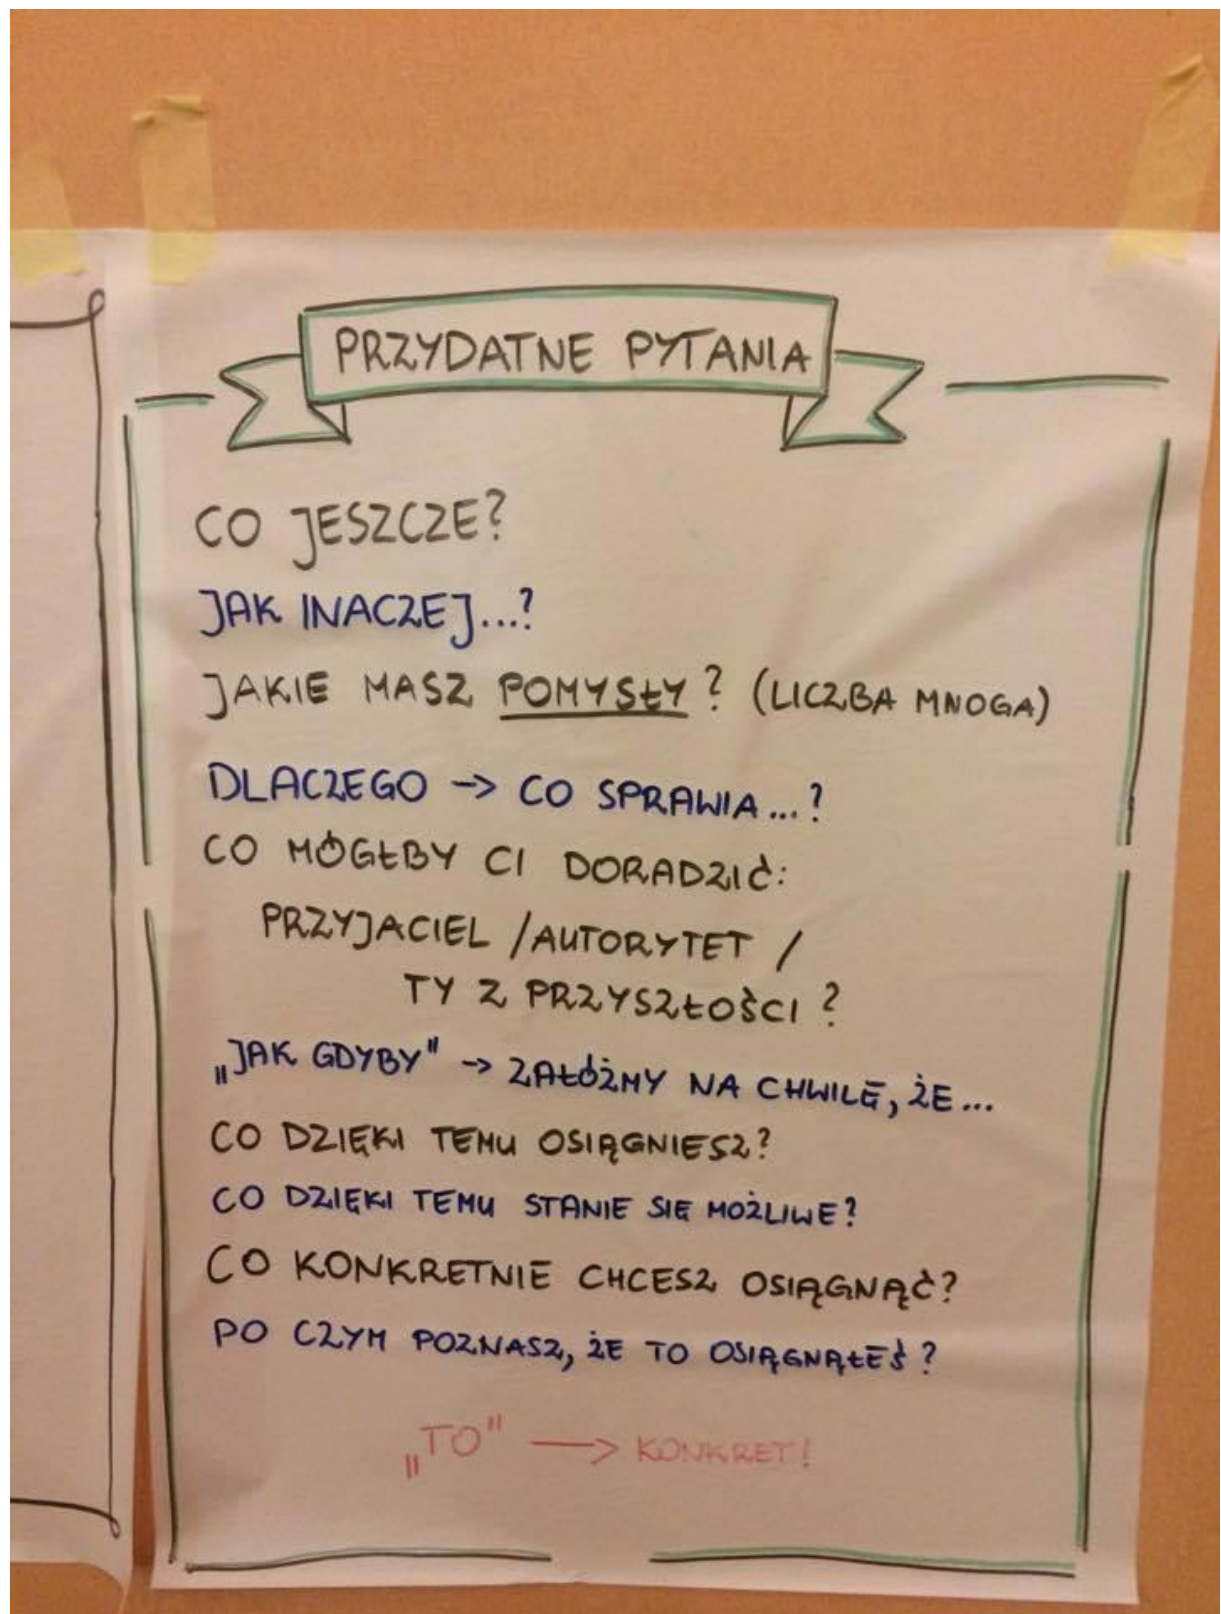 PRZYDATNE PYTANIA
CO JESZCZE?
JAK INACZEJ...?
JAKIE MASZ POMYSŁY? (LICZBA MNOGA)
DLACZEGO -> CO SPRAWIA...?
CO MÓGŁBY CI DORADZIĆ:
PRZYJACIEL / AUTORYTET /
TY Z PRZYSZŁOŚCI?
„JAK GDYBY" -> ZAŁÓŻMY NA CHWILĘ, ŻE...
CO DZIĘKI TEMU OSIĄGNIESZ?
CO DZIĘKI TEMU STANIE SIĘ MOŻLIWE?
CO KONKRETNIE CHCESZ OSIĄGNĄĆ?
PO CZYM POZNASZ, ŻE TO OSIĄGNĄŁEŚ?
„TO" -> KONKRET!